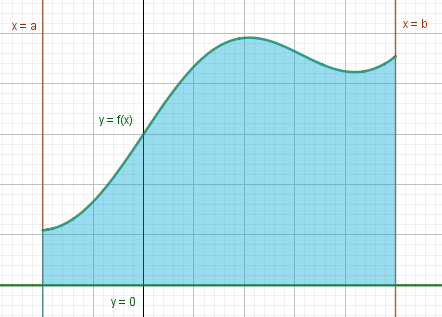 x = a
x = b
y = f(x)
y = 0